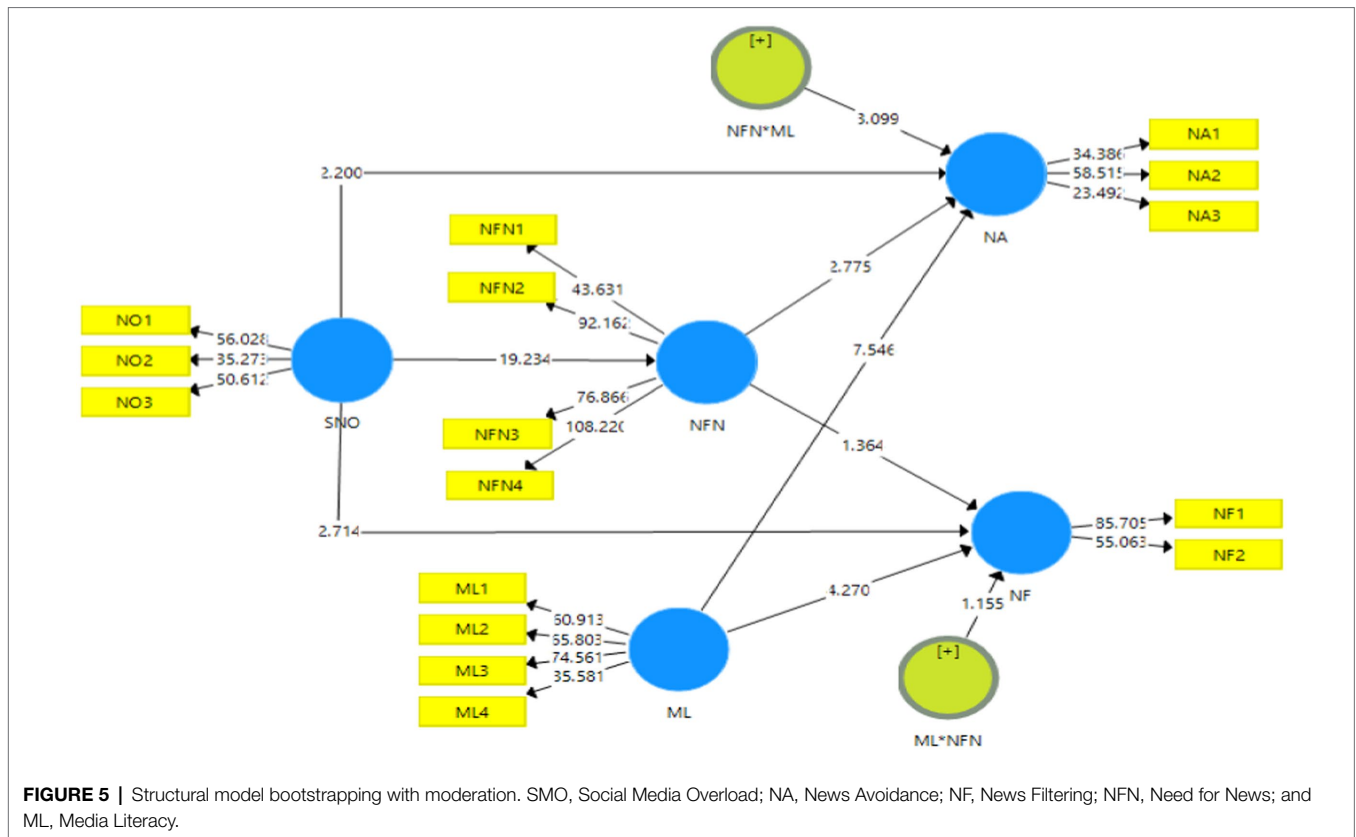 [+]
NFN*ML
3.099
NA1
34.386
NA2
58.515
NA3
23.492
NA
2.200
NFN1
43.631
NFN2
92.162
2.775
NO1
56.028
NO2
35.273
NO3
50.612
SNO
19.234
7.546
NFN3
76.866
NFN4
108.220
NFN
1.364
2.714
NF1
85.705
NF2
55.063
NF
ML1
ML2
ML3
74.561
ML4
35.581
ML
4.270
1.155
[+]
ML*NFN
FIGURE 5 | Structural model bootstrapping with moderation. SMO, Social Media Overload; NA, News Avoidance; NF, News Filtering; NFN, Need for News; and
ML, Media Literacy.